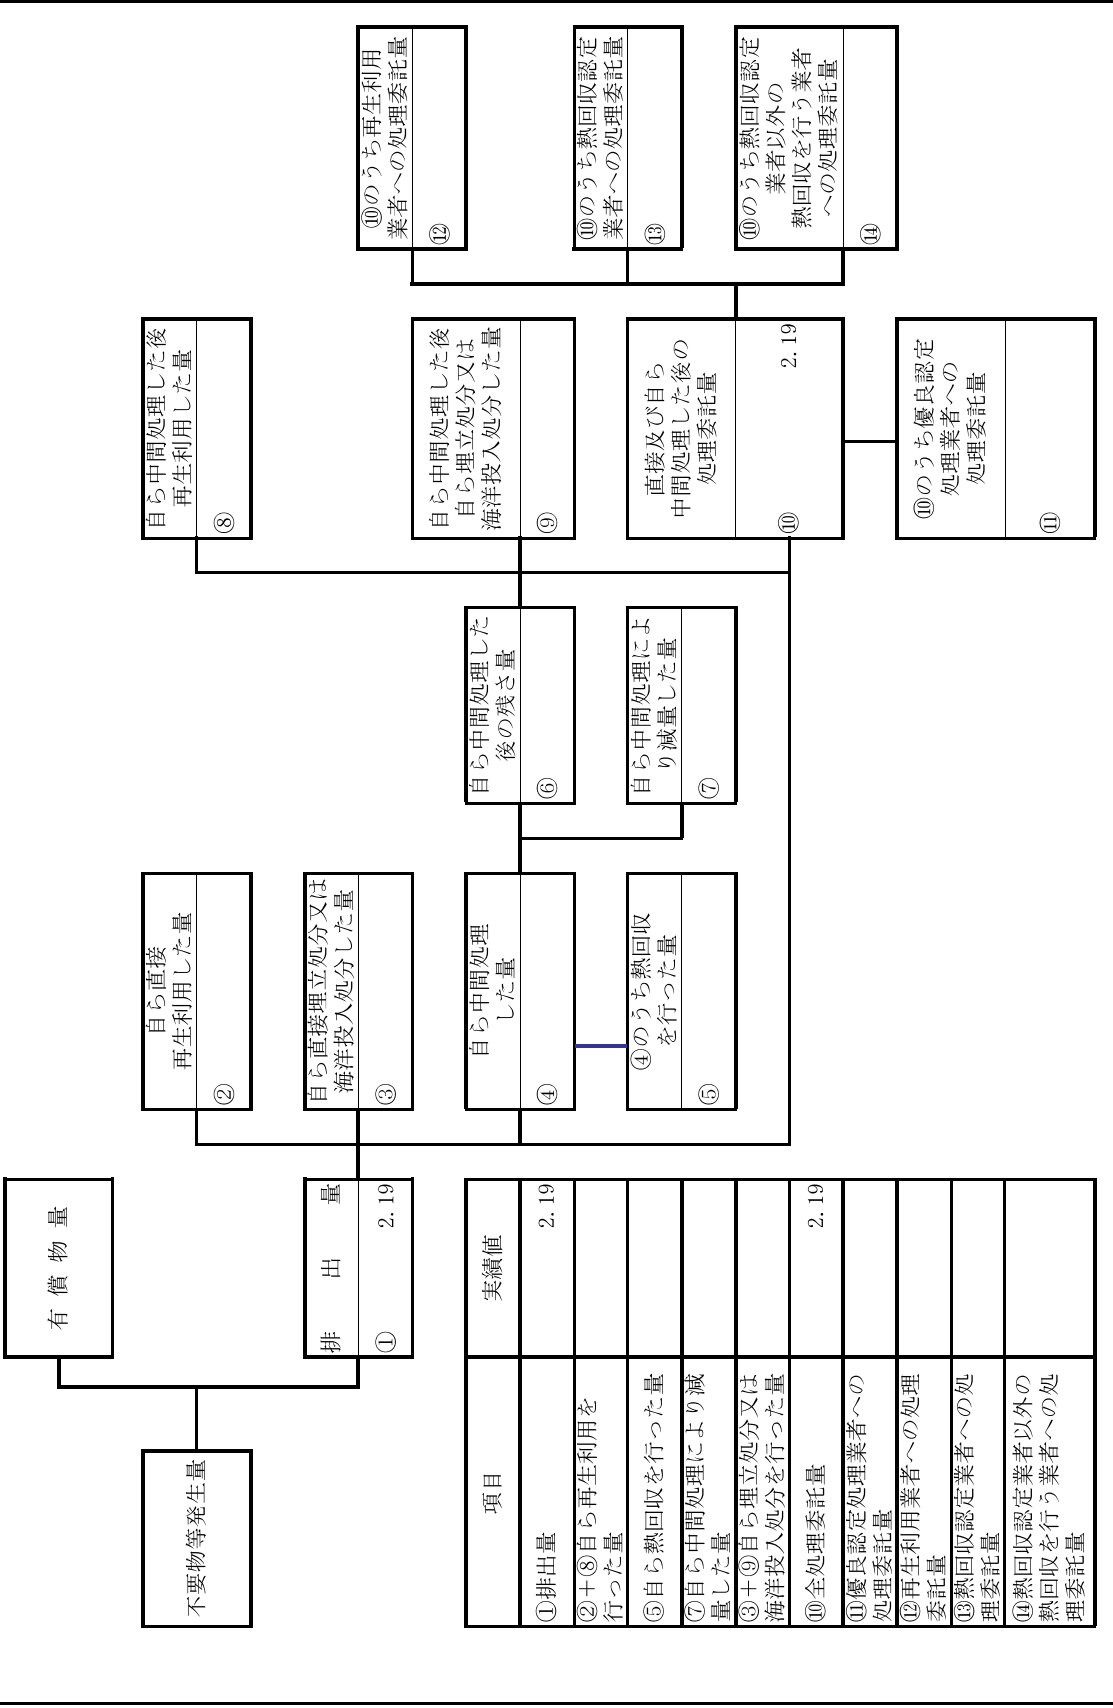 有償物量
不要物等発生量
排出量
①
2.19
自ら直接
再生利用した量
②
自ら直接埋立処分又は
海洋投入処分した量
③
自ら中間処理
した量
④
④のうち熱回収
を行った量
⑤
自ら中間処理した
後の残さ量
⑥
自ら中間処理によ
り減量した量
⑦
自ら中間処理した後
再生利用した量
⑧
自ら中間処理した後
自ら埋立処分又は
海洋投入処分した量
⑨
直接及び自ら
中間処理した後の
処理委託量
⑩
2.19
⑩のうち優良認定
処理業者への
処理委託量
⑪
⑩のうち再生利用
業者への処理委託量
⑫
⑩のうち熱回収認定
業者への処理委託量
⑬
⑩のうち熱回収認定
業者以外の
熱回収を行う業者
への処理委託量
⑭
項目
実績値
①排出量
2.19
②＋⑧自ら再生利用を
行った量
⑤自ら熱回収を行った量
⑦自ら中間処理により減
量した量
③＋⑨自ら埋立処分又は
海洋投入処分を行った量
⑩全処理委託量
2.19
⑪優良認定処理業者への
処理委託量
⑫再生利用業者への処理
委託量
⑬熱回収認定業者への処
理委託量
⑭熱回収認定業者以外の
熱回収を行う業者への処
理委託量